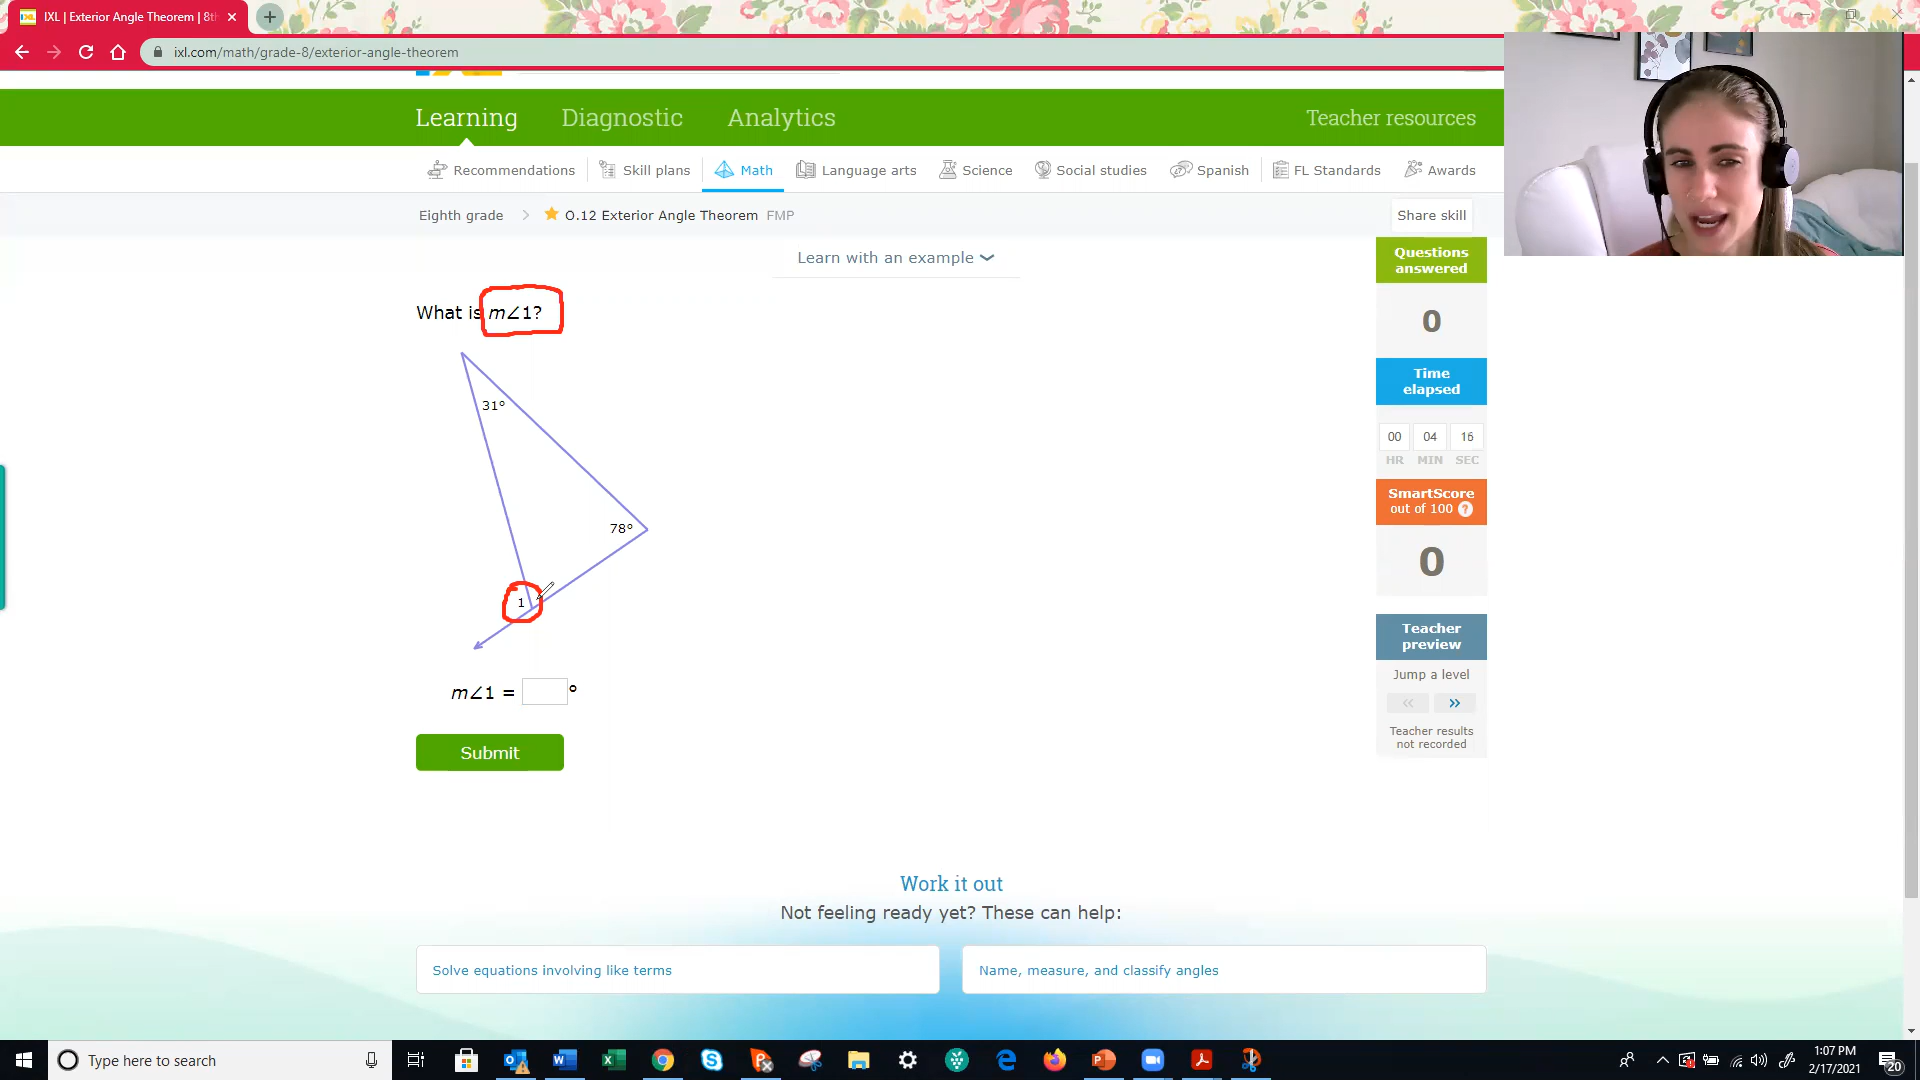 IXL | Exterior Angle Theorem | 8th
ixl.com/math/grade-8/exterior-angle-theorem
Learning Diagnostic Analytics Teacher resources
Recommendations Skill plans Math Language arts Science Social studies Spanish FL Standards Awards
Eighth grade > O.12 Exterior Angle Theorem FMP Share skill
Learn with an example
What is m∠1?
31°
78°
1
m∠1 = °
Submit
Questions
answered
0
Time
elapsed
00 04 16
HR MIN SEC
SmartScore
out of 100 ?
0
Teacher
preview
Jump a level
<< >>
Teacher results
not recorded
Work it out
Not feeling ready yet? These can help:
Solve equations involving like terms
Name, measure, and classify angles
Type here to search
1:07 PM
2/17/2021
20